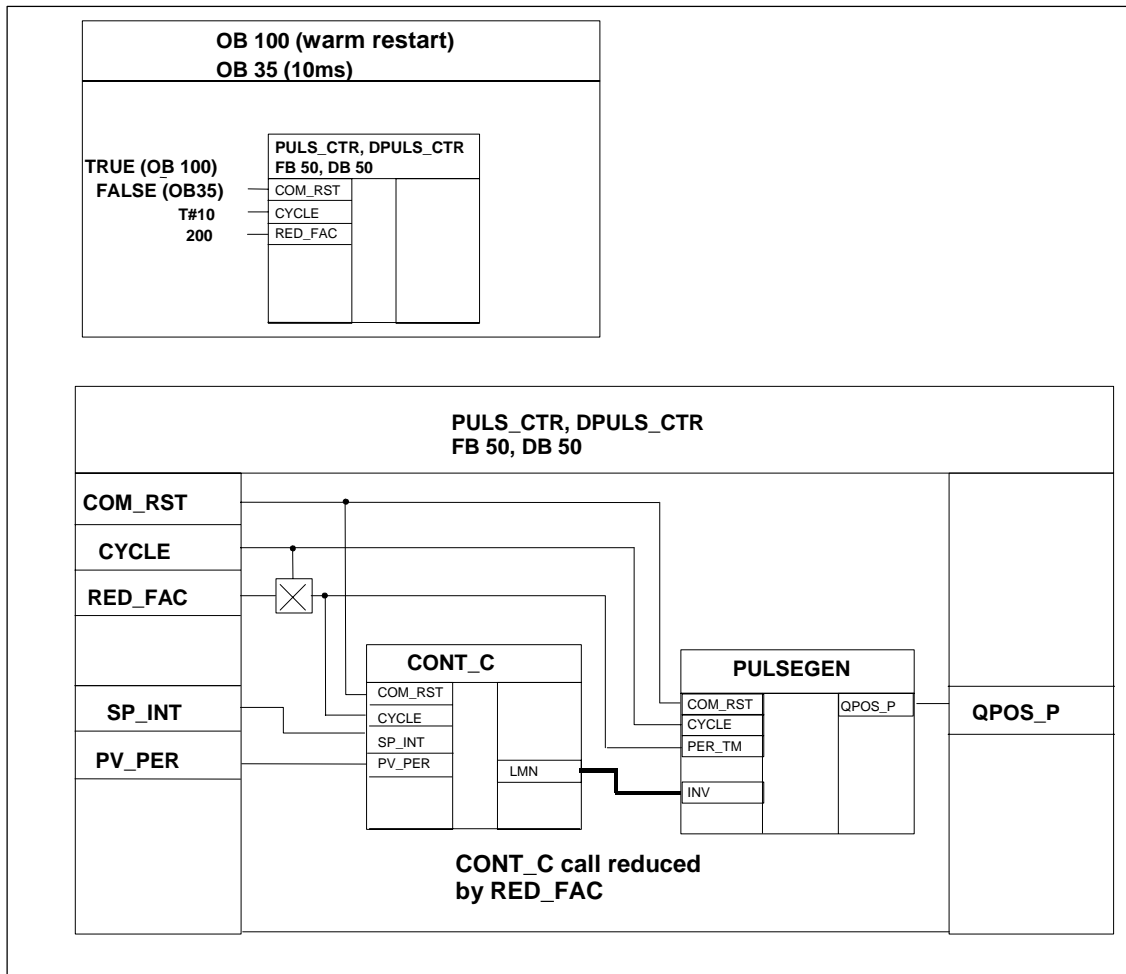 OB 100 (warm restart)
OB 35 (10ms)
PULS_CTR, DPULS_CTR
FB 50, DB 50
TRUE (OB 100)
FALSE (OB35)
COM_RST
T#10
CYCLE
200
RED_FAC
PULS_CTR, DPULS_CTR
FB 50, DB 50
COM_RST
CYCLE
RED_FAC
SP_INT
PV_PER
CONT_C
COM_RST
CYCLE
SP_INT
PV_PER
LMN
PULSEGEN
COM_RST
CYCLE
PER_TM
INV
QPOS_P
QPOS_P
CONT_C call reduced
by RED_FAC